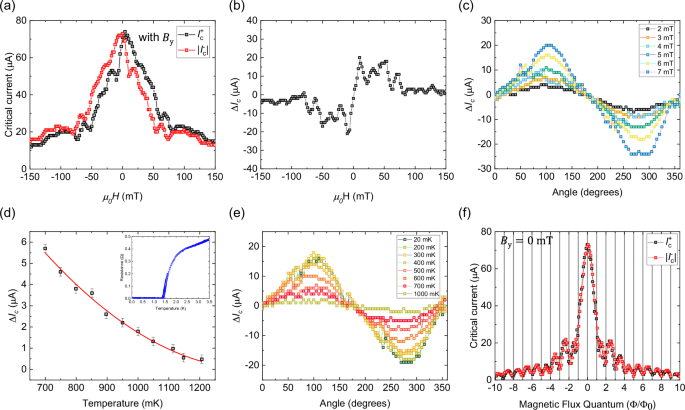 (a)
with B_y
I_c^+
|I_c^-|
Critical current (μA)
80
60
40
20
0
-150 -100 -50 0 50 100 150
μ₀H (mT)
(b)
ΔI_c (μA)
40
30
20
10
0
-10
-20
-30
-40
-150 -100 -50 0 50 100 150
μ₀H (mT)
(c)
2 mT
3 mT
4 mT
5 mT
6 mT
7 mT
ΔI_c (μA)
30
20
10
0
-10
-20
-30
0 50 100 150 200 250 300 350
Angle (degrees)
(d)
ΔI_c (μA)
6
5
4
3
2
1
0
700 800 900 1000 1100 1200
Temperature (mK)
Resistance (Ω)
Temperature (K)
(e)
20 mK
200 mK
300 mK
400 mK
500 mK
600 mK
700 mK
1000 mK
ΔI_c (μA)
30
20
10
0
-10
-20
-30
0 50 100 150 200 250 300 350
Angle (degrees)
(f)
B_y = 0 mT
I_c^+
|I_c^-|
Critical current (μA)
80
60
40
20
0
-10 -8 -6 -4 -2 0 2 4 6 8 10
Magnetic Flux Quantum (Φ/Φ₀)